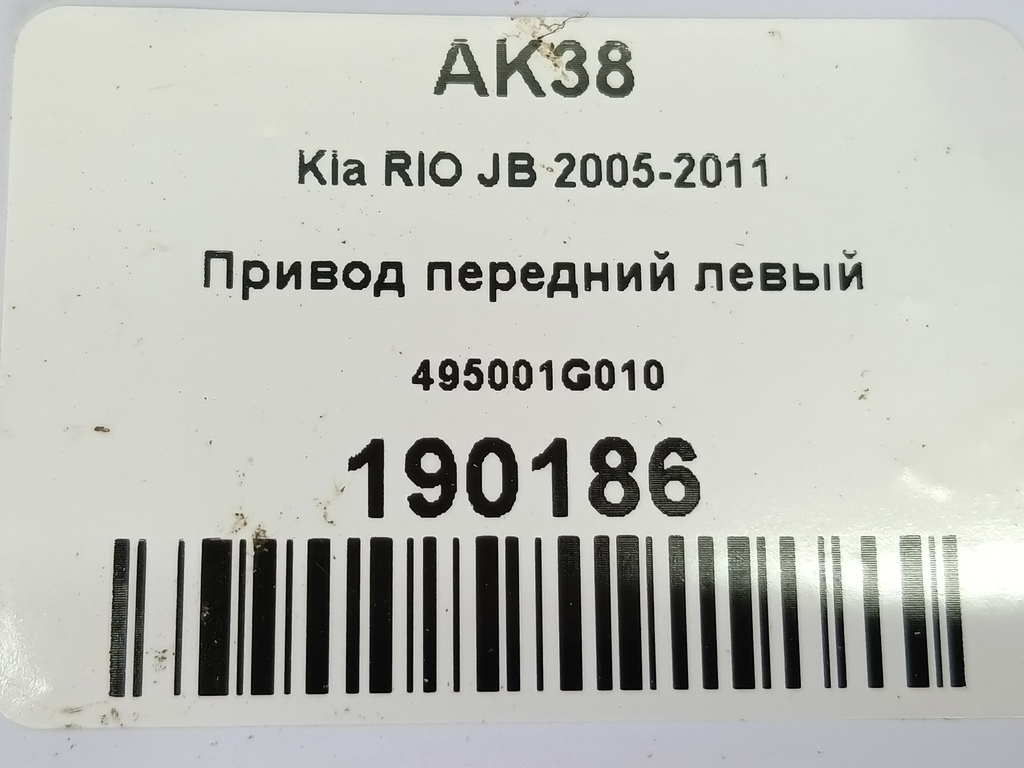 AK38
Kia RIO JB 2005-2011
Привод передний левый
495001G010
190186